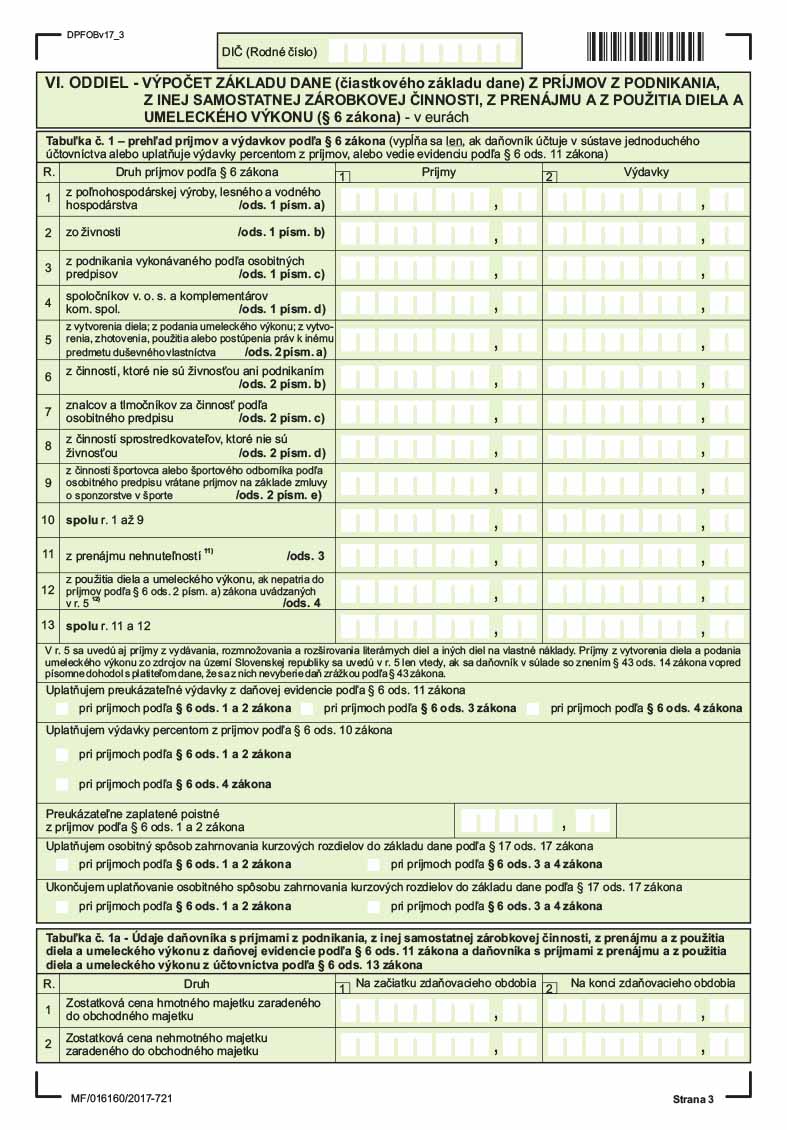 DPFOBv17_3
DIČ (Rodné číslo)
VI. ODDIEL - VÝPOČET ZÁKLADU DANE (čiastkového základu dane) Z PRÍJMOV Z PODNIKANIA,
Z INEJ SAMOSTATNEJ ZÁROBKOVEJ ČINNOSTI, Z PRENÁJMU A Z POUŽITIA DIELA A
UMELECKÉHO VÝKONU (§ 6 zákona) - v eurách
Tabuľka č. 1 – prehľad príjmov a výdavkov podľa § 6 zákona (vypĺňa sa len, ak daňovník účtuje v sústave jednoduchého
účtovníctva alebo uplatňuje výdavky percentom z príjmov, alebo vedie evidenciu podľa § 6 ods. 11 zákona)
R. Druh príjmov podľa § 6 zákona 1 Príjmy 2 Výdavky
1 z poľnohospodárskej výroby, lesného a vodného
hospodárstva /ods. 1 písm. a) , ,
2 zo živnosti /ods. 1 písm. b) , ,
3 z podnikania vykonávaného podľa osobitných
predpisov /ods. 1 písm. c) , ,
4 spoločníkov v. o. s. a komplementárov
kom. spol. /ods. 1 písm. d) , ,
5 z vytvorenia diela; z podania umeleckého výkonu; z vytvo-
renia, zhotovenia, použitia alebo postúpenia práv k inému
predmetu duševného vlastníctva /ods. 2 písm. a) , ,
6 z činností, ktoré nie sú živnosťou ani podnikaním
/ods. 2 písm. b) , ,
7 znalcov a tlmočníkov za činnosť podľa
osobitného predpisu /ods. 2 písm. c) , ,
8 z činností sprostredkovateľov, ktoré nie sú
živnosťou /ods. 2 písm. d) , ,
9 z činnosti športovca alebo športového odborníka podľa
osobitného predpisu vrátane príjmov na základe zmluvy
o sponzorstve v športe /ods. 2 písm. e) , ,
10 spolu r. 1 až 9 , ,
11 z prenájmu nehnuteľností 11) /ods. 3 , ,
12 z použitia diela a umeleckého výkonu, ak nepatria do
príjmov podľa § 6 ods. 2 písm. a) zákona uvádzaných
v r. 5 12) /ods. 4 , ,
13 spolu r. 11 a 12 , ,
V r. 5 sa uvedú aj príjmy z vydávania, rozmnožovania a rozširovania literárnych diel a iných diel na vlastné náklady. Príjmy z vytvorenia diela a podania
umeleckého výkonu zo zdrojov na území Slovenskej republiky sa uvedú v r. 5 len vtedy, ak sa daňovník v súlade so znením § 43 ods. 14 zákona vopred
písomne dohodol s platiteľom dane, že sa z nich nevyberie daň zrážkou podľa § 43 zákona.
Uplatňujem preukázateľné výdavky z daňovej evidencie podľa § 6 ods. 11 zákona
pri príjmoch podľa § 6 ods. 1 a 2 zákona pri príjmoch podľa § 6 ods. 3 zákona pri príjmoch podľa § 6 ods. 4 zákona
Uplatňujem výdavky percentom z príjmov podľa § 6 ods. 10 zákona
pri príjmoch podľa § 6 ods. 1 a 2 zákona
pri príjmoch podľa § 6 ods. 4 zákona
Preukázateľne zaplatené poistné
z príjmov podľa § 6 ods. 1 a 2 zákona ,
Uplatňujem osobitný spôsob zahrnovania kurzových rozdielov do základu dane podľa § 17 ods. 17 zákona
pri príjmoch podľa § 6 ods. 1 a 2 zákona pri príjmoch podľa § 6 ods. 3 a 4 zákona
Ukončujem uplatňovanie osobitného spôsobu zahrnovania kurzových rozdielov do základu dane podľa § 17 ods. 17 zákona
pri príjmoch podľa § 6 ods. 1 a 2 zákona pri príjmoch podľa § 6 ods. 3 a 4 zákona
Tabuľka č. 1a - Údaje daňovníka s príjmami z podnikania, z inej samostatnej zárobkovej činnosti, z prenájmu a z použitia
diela a umeleckého výkonu z daňovej evidencie podľa § 6 ods. 11 zákona a daňovníka s príjmami z prenájmu a z použitia
diela a umeleckého výkonu z účtovníctva podľa § 6 ods. 13 zákona
R. Druh 1 Na začiatku zdaňovacieho obdobia 2 Na konci zdaňovacieho obdobia
1 Zostatková cena hmotného majetku zaradeného
do obchodného majetku , ,
2 Zostatková cena nehmotného majetku
zaradeného do obchodného majetku , ,
MF/016160/2017-721 Strana 3